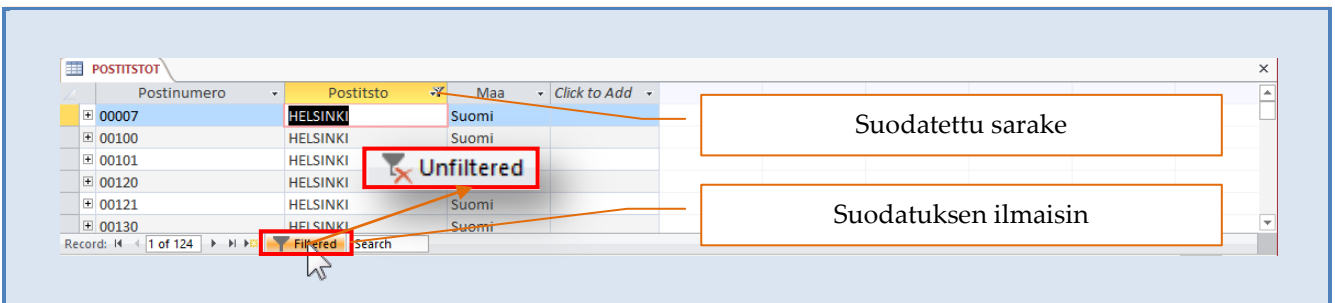 POSTITSTOT
Postinumero Postitsto Maa Click to Add
00007 HELSINKI Suomi
00100 HELSINKI Suomi
00101 HELSINKI
00120 HELSINKI
00121 HELSINKI Suomi
00130 HELSINKI Suomi
Unfiltered
Suodatettu sarake
Suodatuksen ilmaisin
Record: 1 of 124 Filtered Search